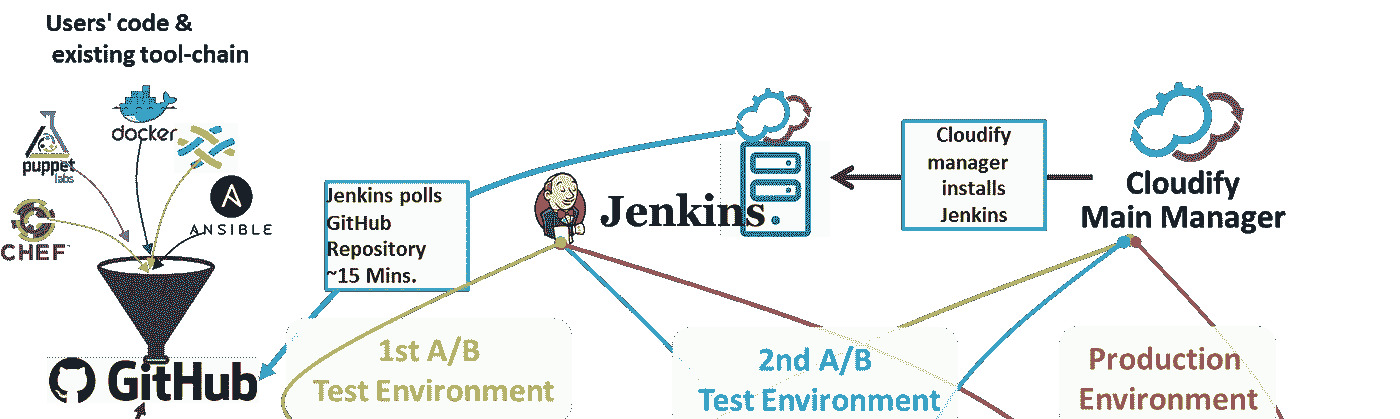 Users' code &
existing tool-chain
docker
puppet
labs
CHEF
ANSIBLE
GitHub
Jenkins polls
GitHub
Repository
~15 Mins.
Jenkins
Cloudify
manager
installs
Jenkins
Cloudify
Main Manager
1st A/B
Test Environment
2nd A/B
Test Environment
Production
Environment